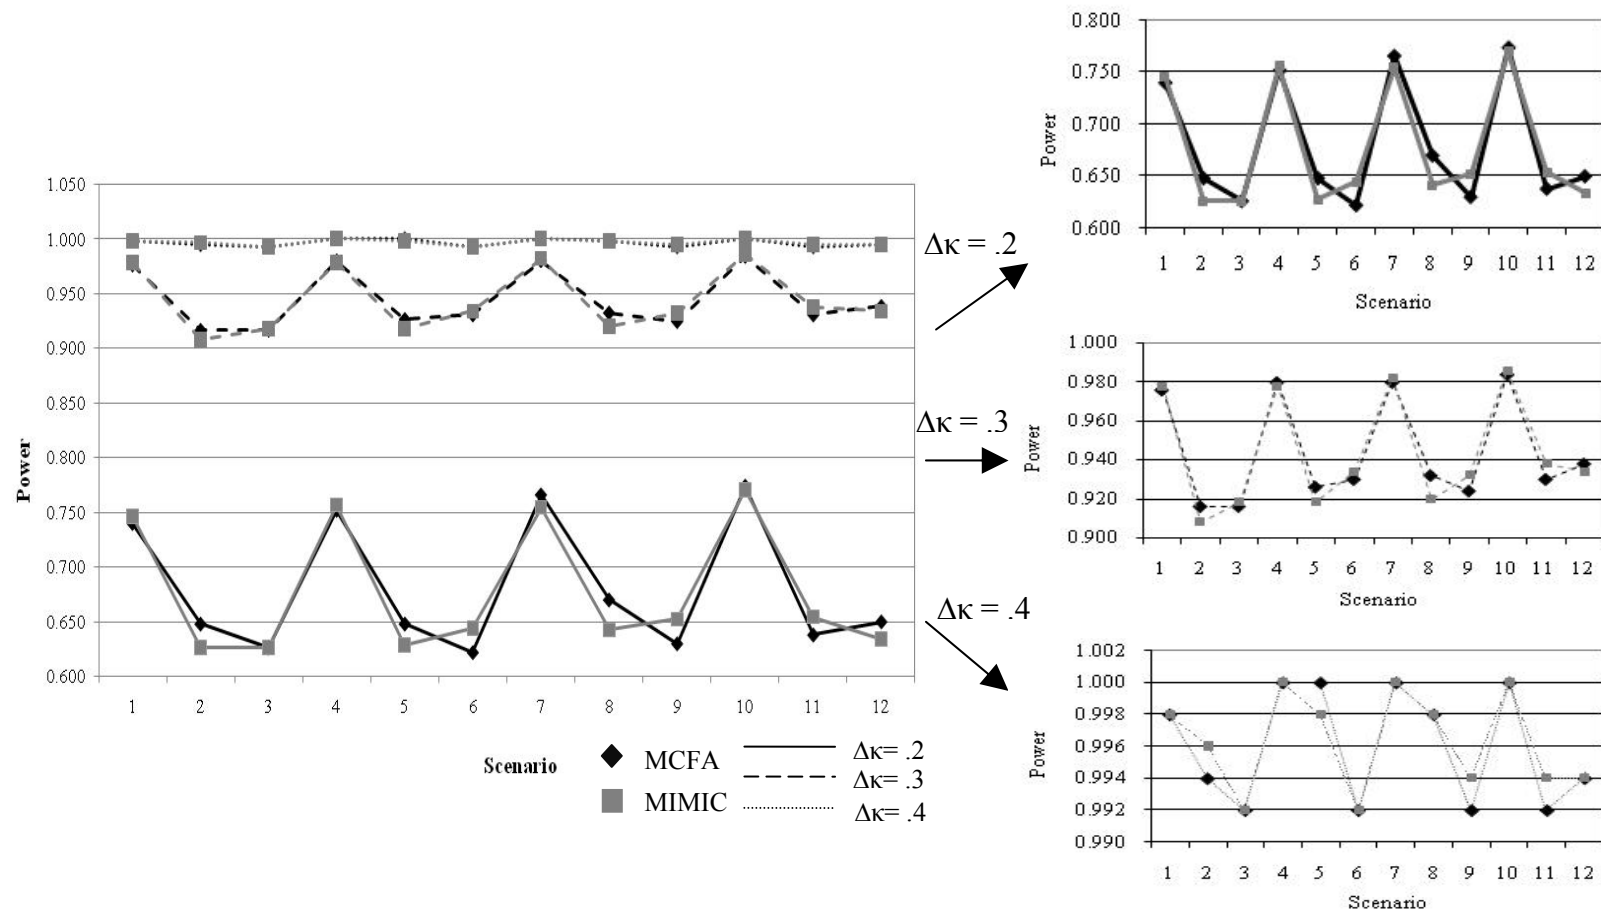 1.050
1.000
0.950
0.900
0.850
0.800
0.750
0.700
0.650
0.600
Power
1 2 3 4 5 6 7 8 9 10 11 12
Scenario
MCFA
MIMIC
Δκ= .2
Δκ= .3
Δκ= .4
Δκ = .2
Δκ = .3
Δκ = .4
0.800
0.750
0.700
0.650
0.600
Power
1 2 3 4 5 6 7 8 9 10 11 12
Scenario
1.000
0.980
0.960
0.940
0.920
0.900
Power
1 2 3 4 5 6 7 8 9 10 11 12
Scenario
1.002
1.000
0.998
0.996
0.994
0.992
0.990
Power
1 2 3 4 5 6 7 8 9 10 11 12
Scenario